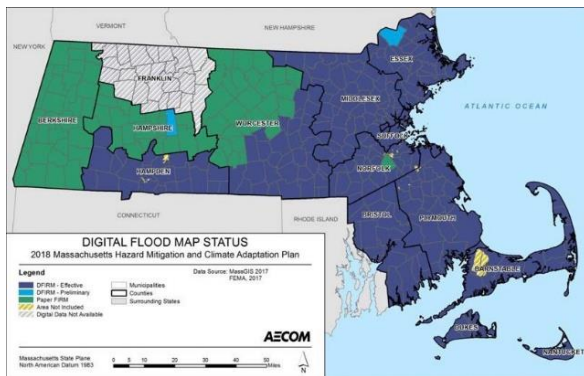 VERMONT
NEW HAMPSHIRE
NEW YORK
FRANKLIN
ESSEX
MIDDLESEX
ATLANTIC OCEAN
BERKSHIRE
HAMPSHIRE
WORCESTER
SUFFOLK
NORFOLK
HAMPDEN
CONNECTICUT
RHODE ISLAND
BRISTOL
PLYMOUTH
BARNSTABLE
DUKES
NANTUCKET
DIGITAL FLOOD MAP STATUS
2018 Massachusetts Hazard Mitigation and Climate Adaptation Plan
Legend
Data Source: MassGIS 2017
FEMA, 2017
DFIRM - Effective
DFIRM - Preliminary
Paper FIRM
Area Not Included
Digital Data Not Available
Municipalities
Counties
Surrounding States
AECOM
Massachusetts State Plane
North American Datum 1983
0 5 10 20 30 40 50
Miles
N